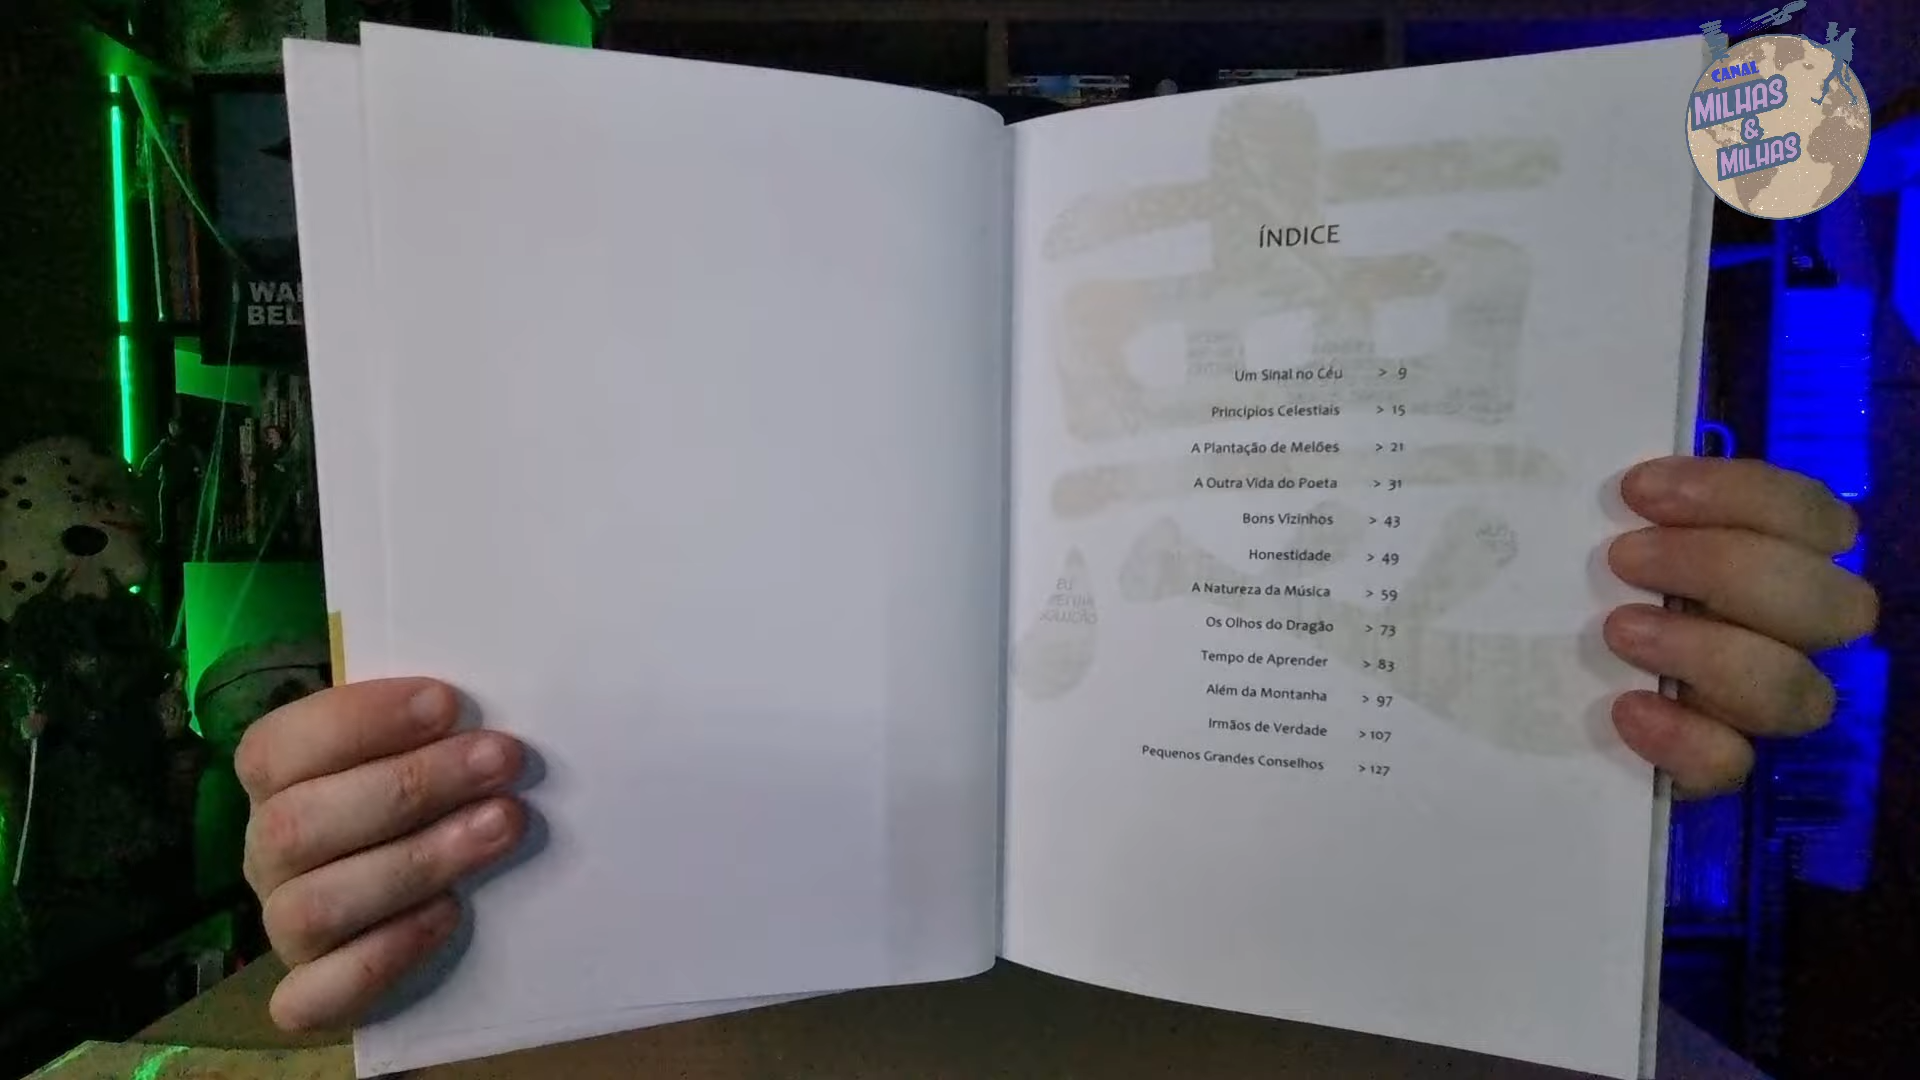 I WA
BEL
CANAL
MILHAS
&
MILHAS
ÍNDICE
Um Sinal no Céu > 9
Princípios Celestiais > 15
A Plantação de Melões > 21
A Outra Vida do Poeta > 31
Bons Vizinhos > 43
Honestidade > 49
A Natureza da Música > 59
Os Olhos do Dragão > 73
Tempo de Aprender > 83
Além da Montanha > 97
Irmãos de Verdade > 107
Pequenos Grandes Conselhos > 127